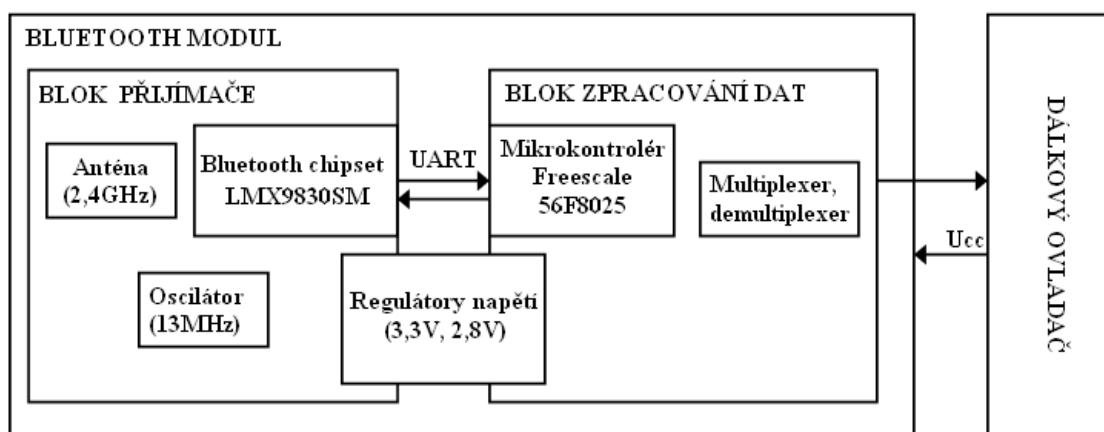 BLUETOOTH MODUL
BLOK PŘIJÍMAČE
Anténa
(2,4GHz)
Bluetooth chipset
LMX9830SM
Oscilátor
(13MHz)
UART
Regulátory napětí
(3,3V, 2,8V)
BLOK ZPRACOVÁNÍ DAT
Mikrokontrolér
Freescale
56F8025
Multiplexer,
demultiplexer
Ucc
DÁLKOVÝ OVLADAČ